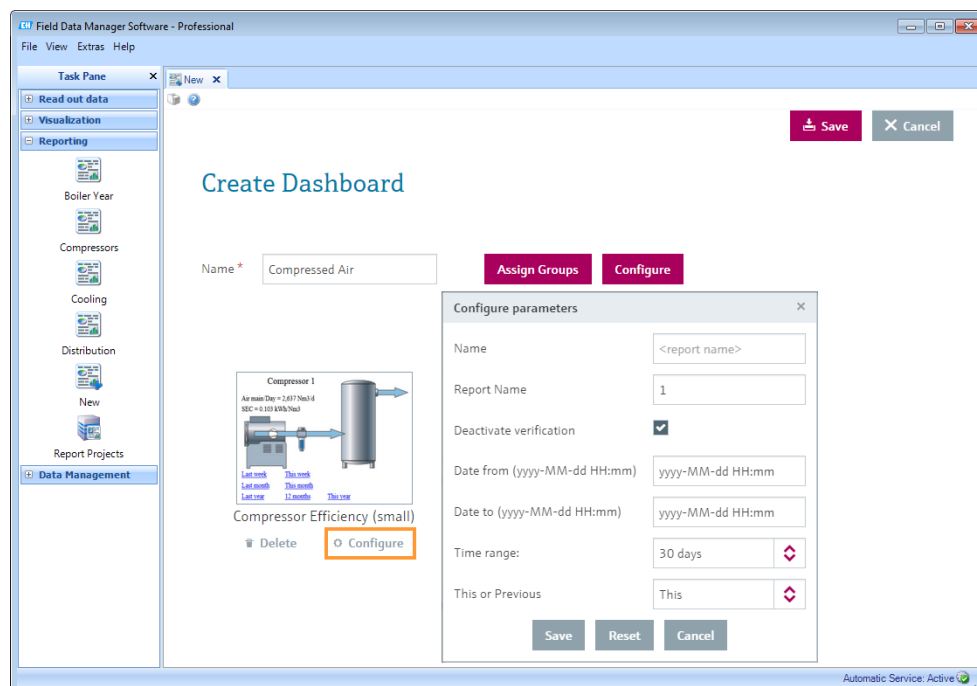 Field Data Manager Software - Professional
File View Extras Help
Task Pane
New
Read out data
Visualization
Reporting
Boiler Year
Compressors
Cooling
Distribution
New
Report Projects
Data Management
Save
Cancel
Create Dashboard
Name * Compressed Air
Assign Groups
Configure
Compressor 1
Air main/Day = 2,637 Nm3/d
SEC = 0.103 kWh/Nm3
Last week This week
Last month This month
Last year 12 months This year
Compressor Efficiency (small)
Delete
Configure
Configure parameters
Name <report name>
Report Name 1
Deactivate verification
Date from (yyyy-MM-dd HH:mm) yyyy-MM-dd HH:mm
Date to (yyyy-MM-dd HH:mm) yyyy-MM-dd HH:mm
Time range: 30 days
This or Previous This
Save Reset Cancel
Automatic Service: Active